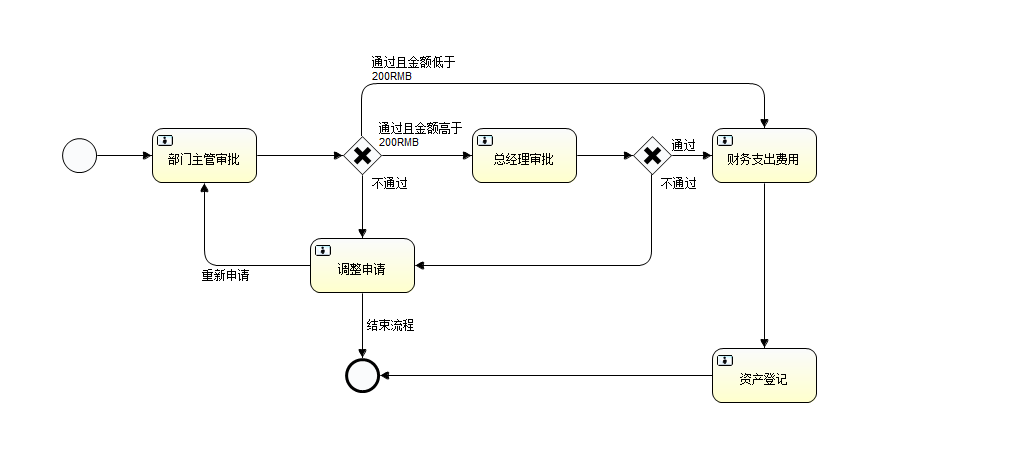 通过且金额低于
200RMB
通过且金额高于
200RMB
通过
部门主管审批
总经理审批
财务支出费用
不通过
不通过
调整申请
重新申请
结束流程
资产登记